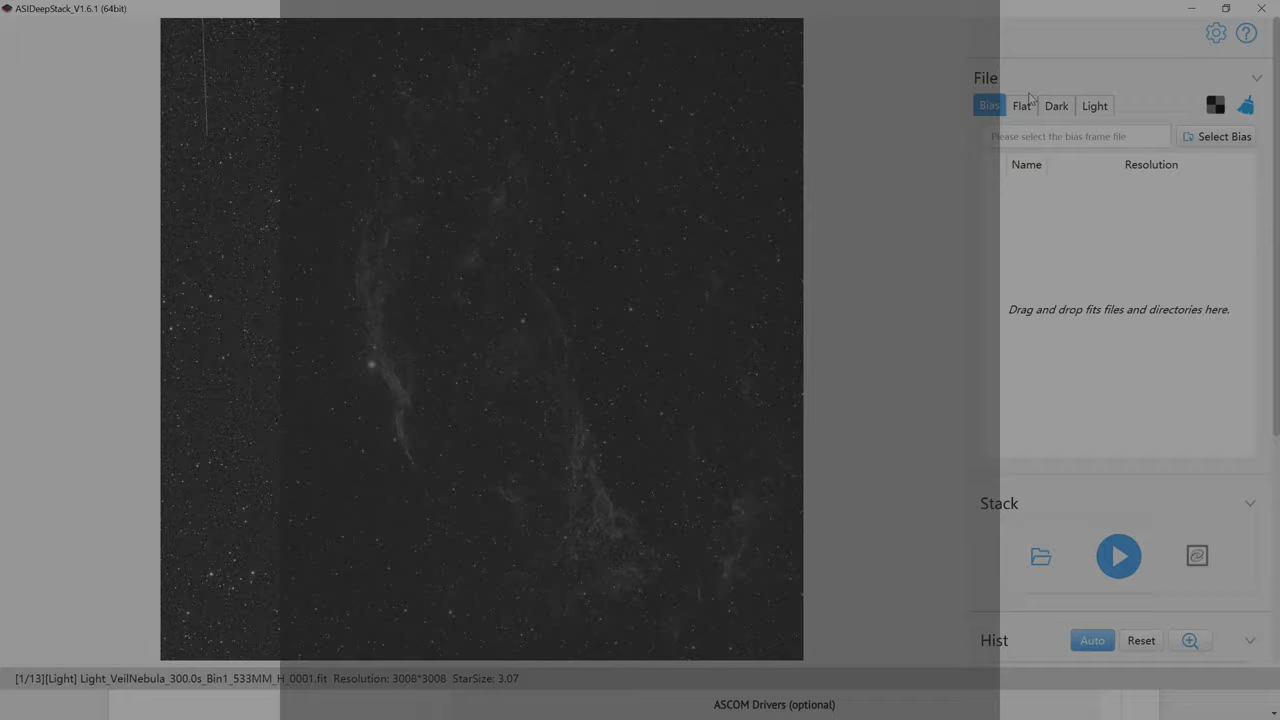 ASIDeepStack_V1.6.1 (64bit)
File
Bias Flat Dark Light
Please select the bias frame file Select Bias
Name Resolution
Drag and drop fits files and directories here.
Stack
Hist Auto Reset
[1/13][Light] Light_VeilNebula_300.0s_Bin1_533MM_H_0001.fit Resolution: 3008*3008 StarSize: 3.07
ASCOM Drivers (optional)